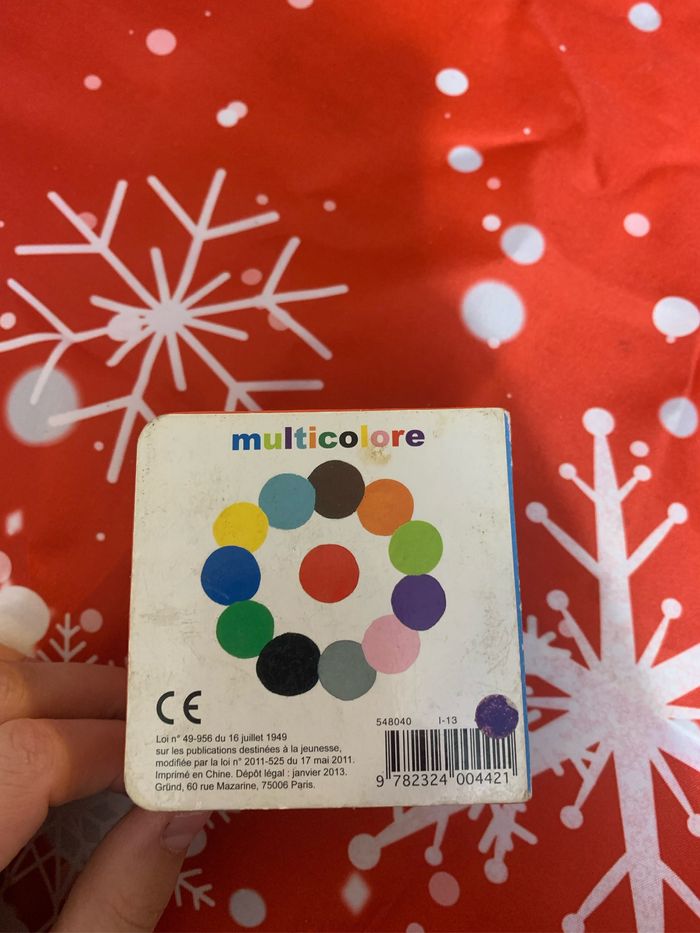 multicolore
CE
548040 I-13
Loi n° 49-956 du 16 juillet 1949
sur les publications destinées à la jeunesse,
modifiée par la loi n° 2011-525 du 17 mai 2011.
Imprimé en Chine. Dépôt légal : janvier 2013.
Gründ, 60 rue Mazarine, 75006 Paris.
9 782324 004421